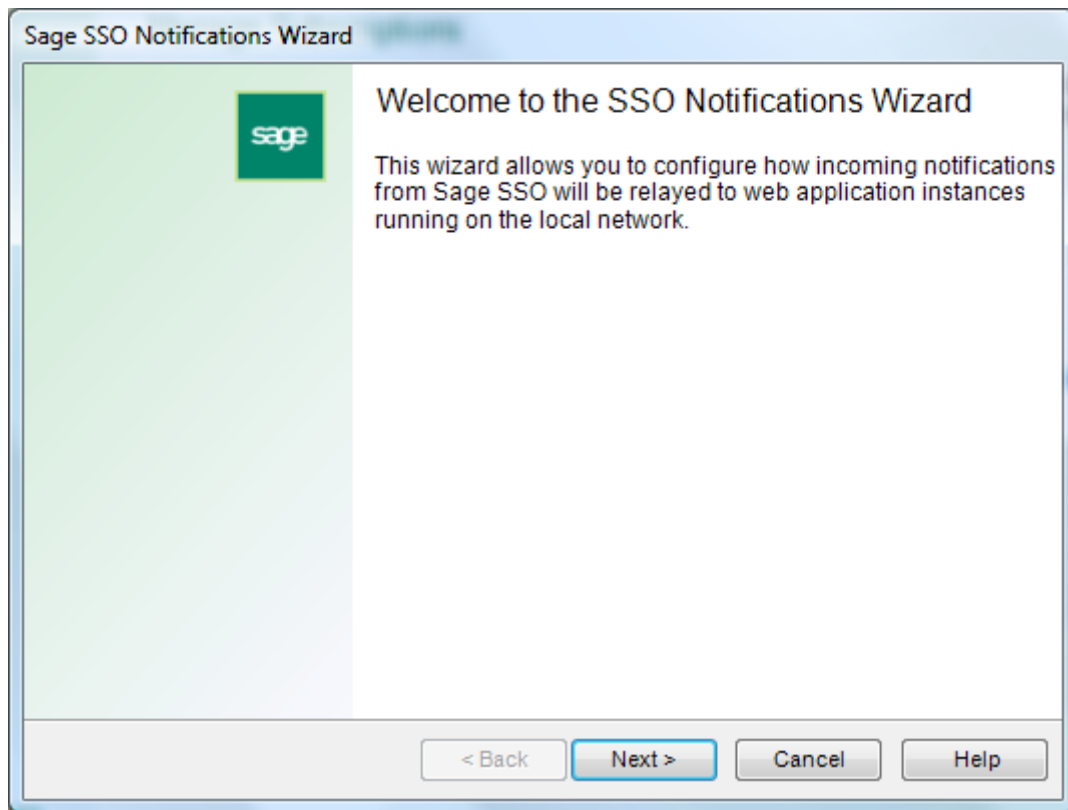 Sage SSO Notifications Wizard
sage
Welcome to the SSO Notifications Wizard
This wizard allows you to configure how incoming notifications
from Sage SSO will be relayed to web application instances
running on the local network.
< Back
Next >
Cancel
Help